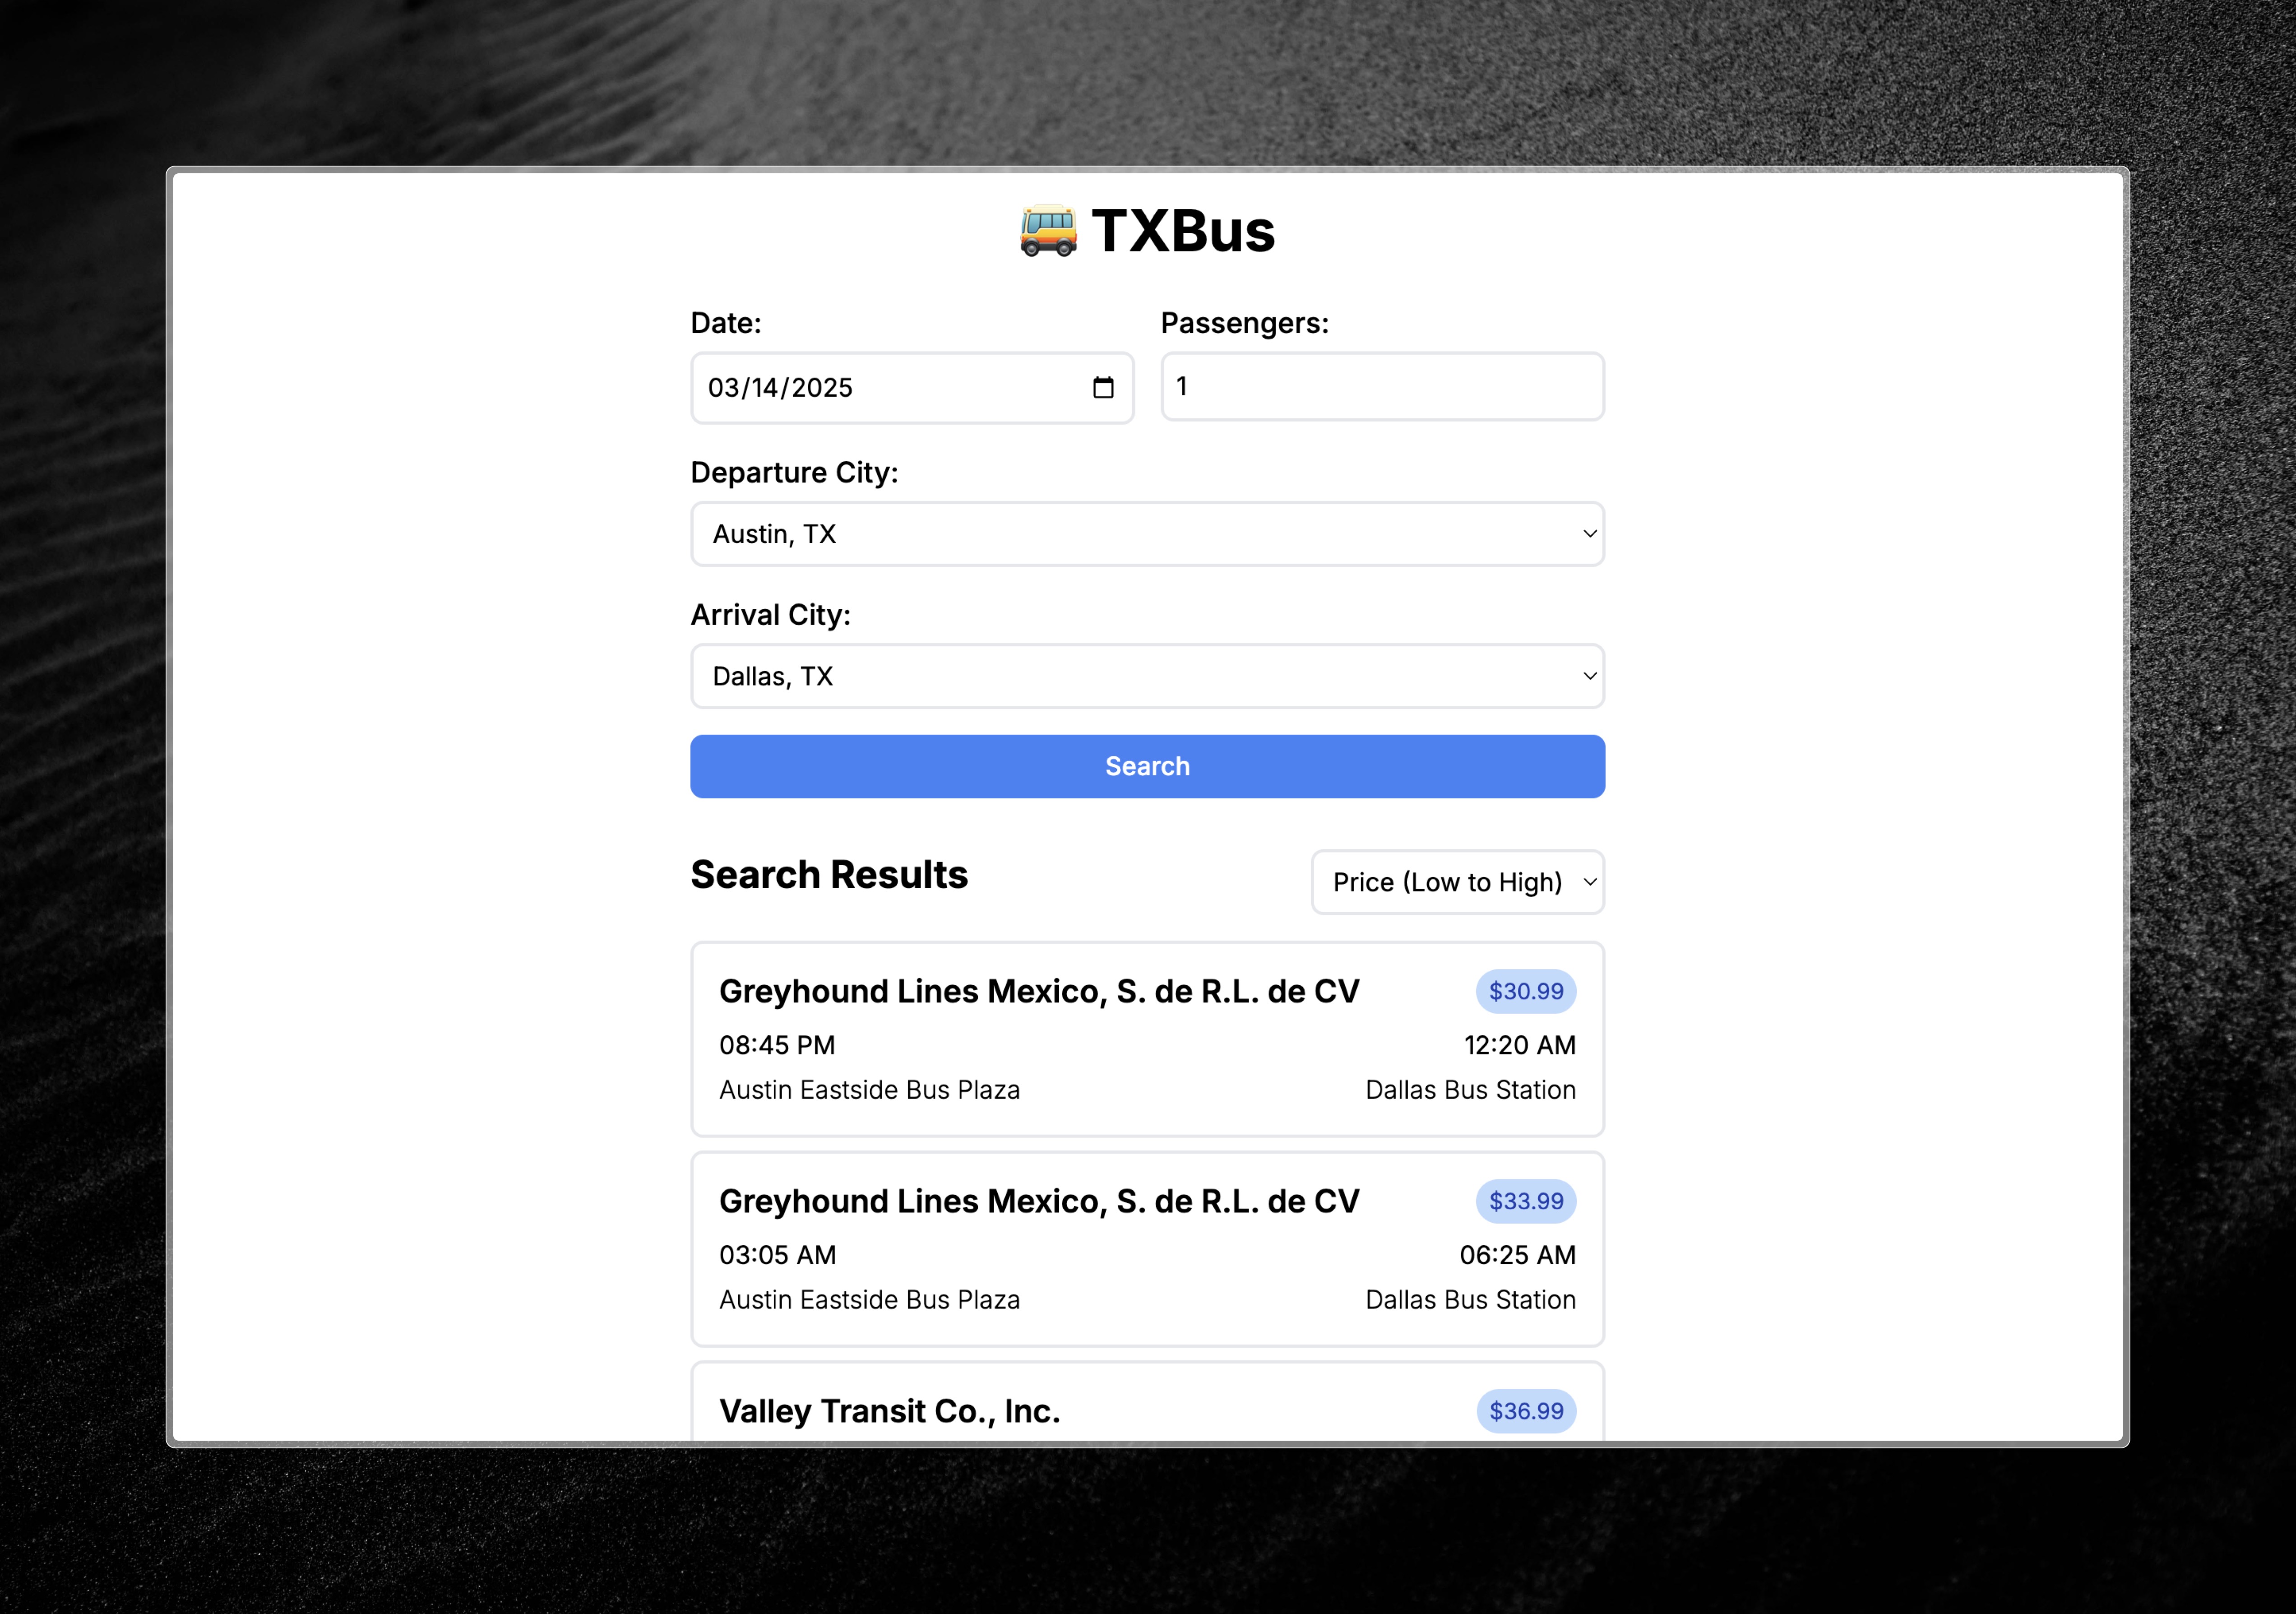 TXBus
Date: Passengers:
03/14/2025 1
Departure City:
Austin, TX
Arrival City:
Dallas, TX
Search
Search Results Price (Low to High)
Greyhound Lines Mexico, S. de R.L. de CV $30.99
08:45 PM 12:20 AM
Austin Eastside Bus Plaza Dallas Bus Station
Greyhound Lines Mexico, S. de R.L. de CV $33.99
03:05 AM 06:25 AM
Austin Eastside Bus Plaza Dallas Bus Station
Valley Transit Co., Inc. $36.99